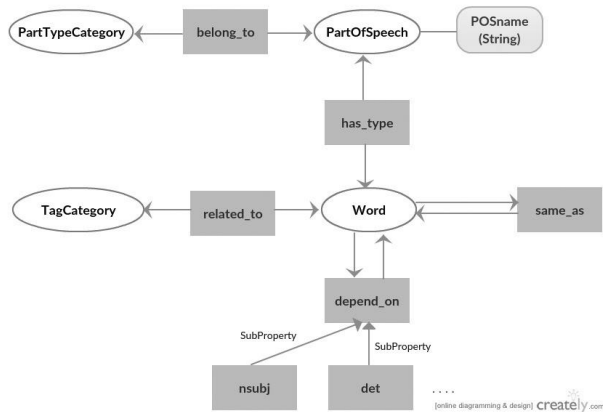 PartTypeCategory
belong_to
PartOfSpeech
POSname
(String)
has_type
TagCategory
related_to
Word
same_as
depend_on
SubProperty
SubProperty
nsubj
det
....
[online diagramming & design] creately.com